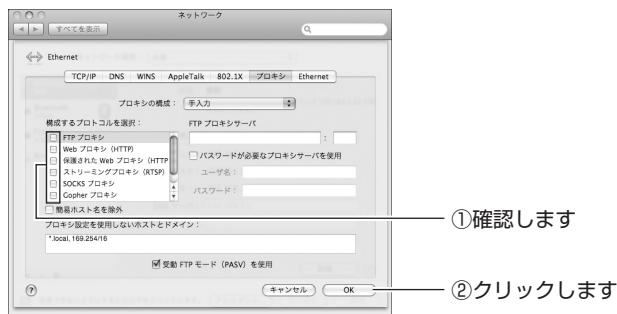 ネットワーク
すべてを表示
Ethernet
TCP/IP DNS WINS AppleTalk 802.1X プロキシ Ethernet
プロキシの構成： 手入力
構成するプロトコルを選択： FTP プロキシサーバ
FTP プロキシ
Web プロキシ（HTTP)
保護された Web プロキシ（HTTP
ストリーミングプロキシ（RTSP)
SOCKS プロキシ
Gopher プロキシ
:
パスワードが必要なプロキシサーバを使用
ユーザ名：
パスワード：
簡易ホスト名を除外
プロキシ設定を使用しないホストとドメイン：
*.local, 169.254/16
受動 FTP モード（PASV）を使用
? キャンセル OK
①確認します
②クリックします